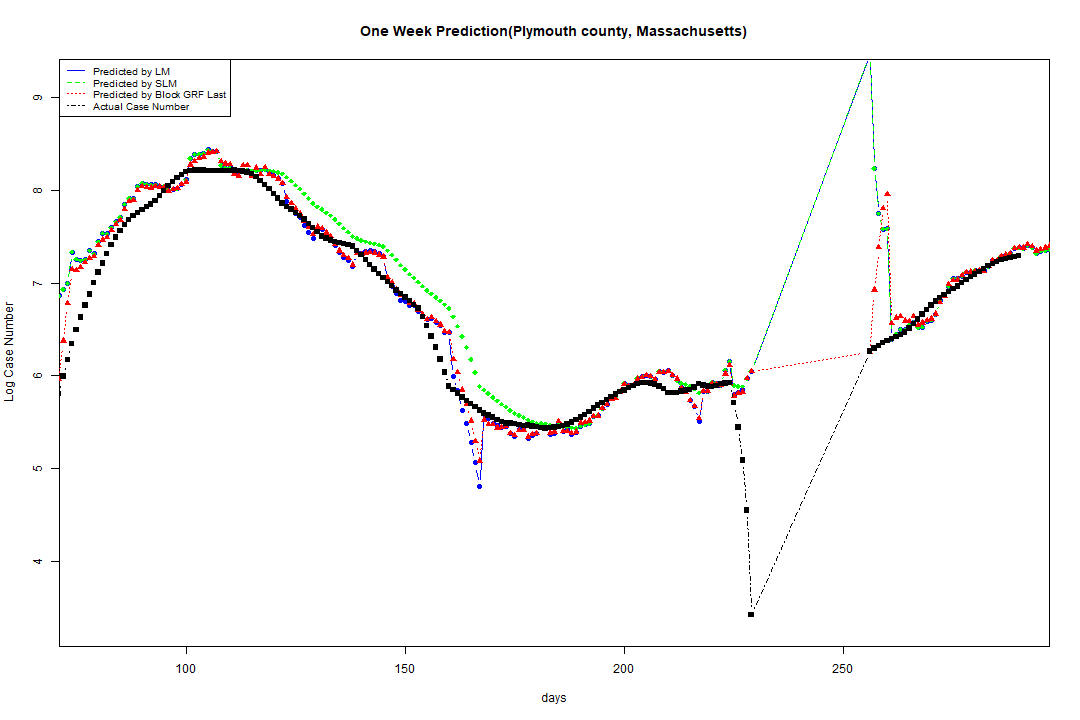 One Week Prediction(Plymouth county, Massachusetts)
Predicted by LM
Predicted by SLM
Predicted by Block GRF Last
Actual Case Number
9
8
7
6
5
4
Log Case Number
100 150 200 250
days